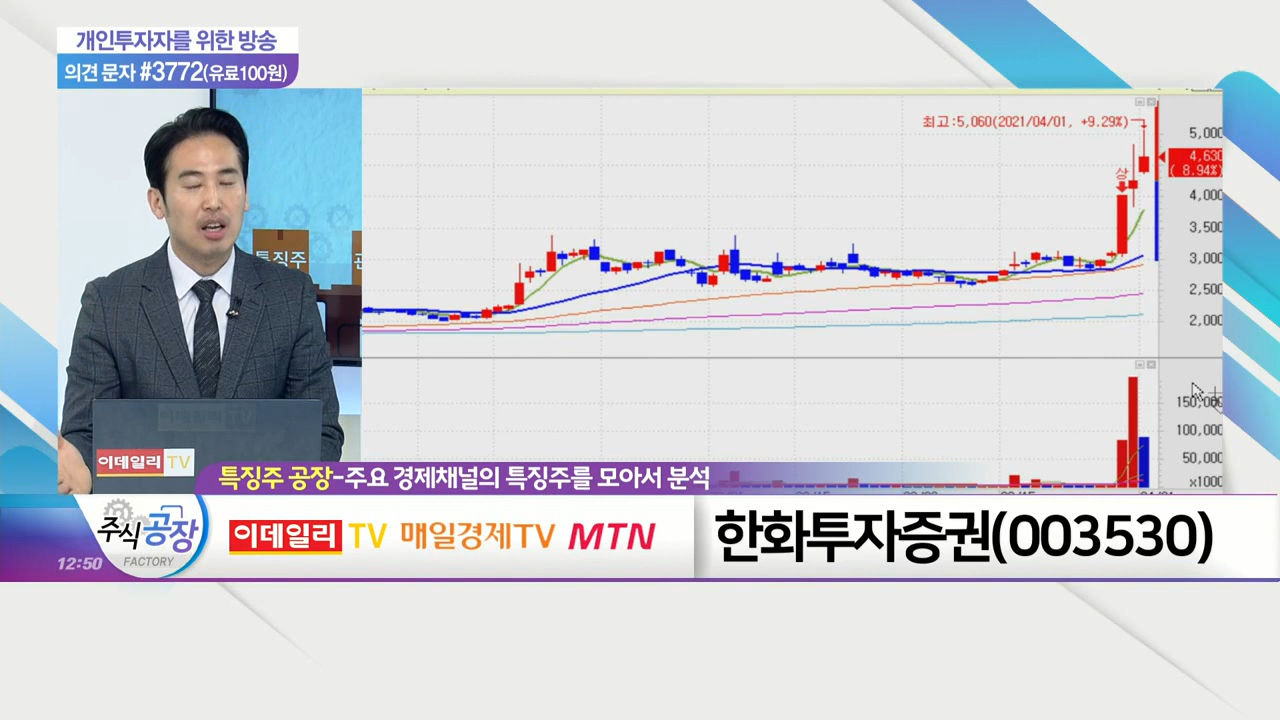 개인투자자를 위한 방송
의견 문자 #3772(유료100원)
최고:5,060(2021/04/01, +9.29%)
5,000
4,630
( 8.94%)
상
4,000
3,500
3,000
2,500
2,000
특징주
150,000
100,000
50,000
x1000
이데일리 TV
특징주 공장-주요 경제채널의 특징주를 모아서 분석
주식공장
FACTORY
12:50
이데일리 TV 매일경제TV MTN
한화투자증권(003530)